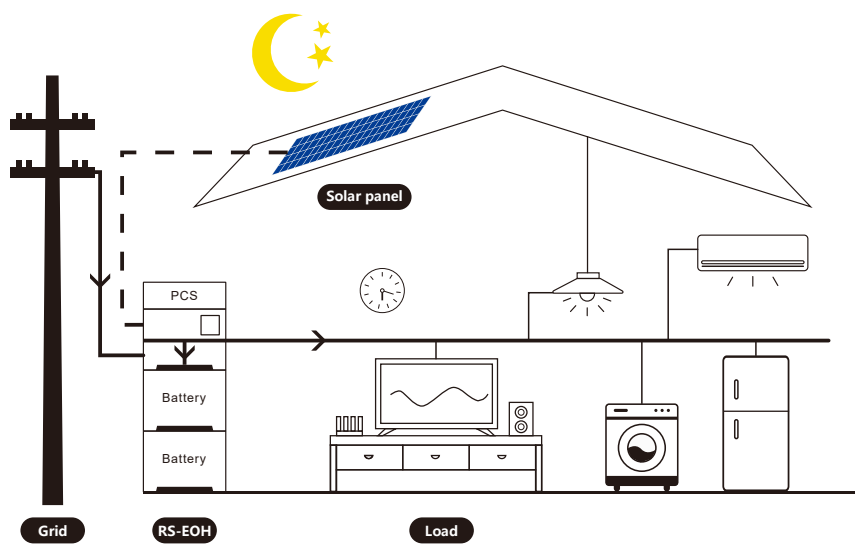 Solar panel
PCS
Battery
Battery
Grid
RS-EOH
Load